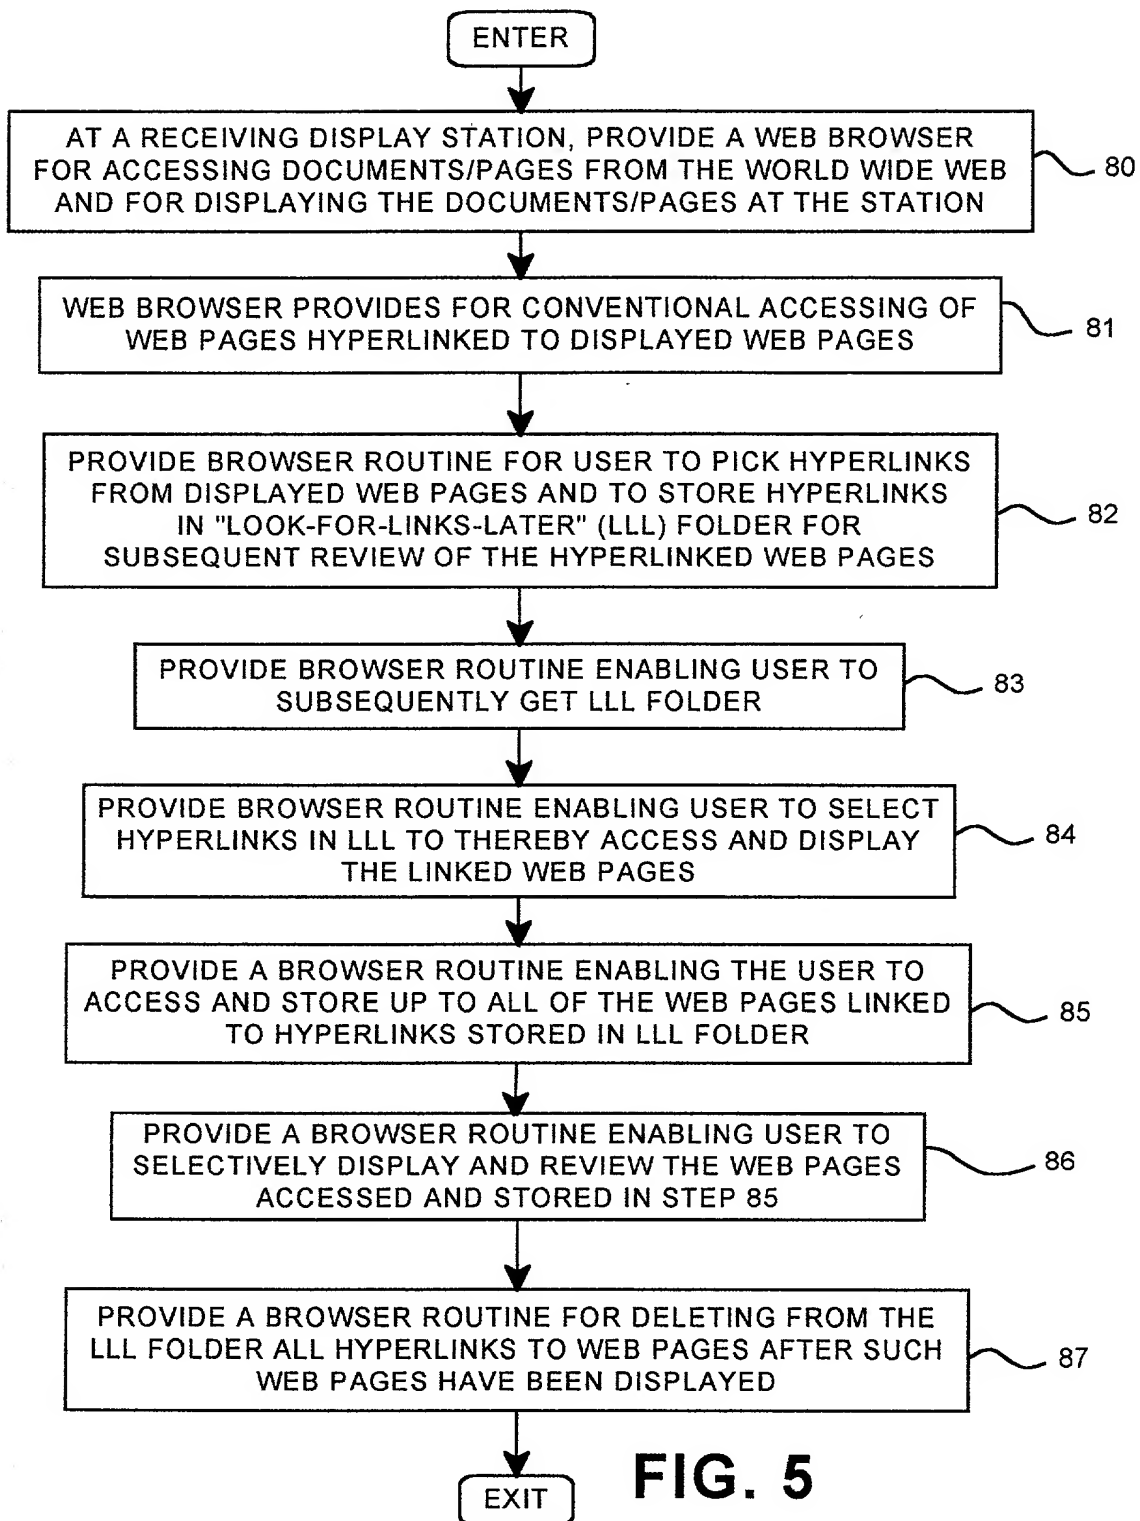 ENTER
AT A RECEIVING DISPLAY STATION, PROVIDE A WEB BROWSER
FOR ACCESSING DOCUMENTS/PAGES FROM THE WORLD WIDE WEB
AND FOR DISPLAYING THE DOCUMENTS/PAGES AT THE STATION
80
WEB BROWSER PROVIDES FOR CONVENTIONAL ACCESSING OF
WEB PAGES HYPERLINKED TO DISPLAYED WEB PAGES
81
PROVIDE BROWSER ROUTINE FOR USER TO PICK HYPERLINKS
FROM DISPLAYED WEB PAGES AND TO STORE HYPERLINKS
IN "LOOK-FOR-LINKS-LATER" (LLL) FOLDER FOR
SUBSEQUENT REVIEW OF THE HYPERLINKED WEB PAGES
82
PROVIDE BROWSER ROUTINE ENABLING USER TO
SUBSEQUENTLY GET LLL FOLDER
83
PROVIDE BROWSER ROUTINE ENABLING USER TO SELECT
HYPERLINKS IN LLL TO THEREBY ACCESS AND DISPLAY
THE LINKED WEB PAGES
84
PROVIDE A BROWSER ROUTINE ENABLING THE USER TO
ACCESS AND STORE UP TO ALL OF THE WEB PAGES LINKED
TO HYPERLINKS STORED IN LLL FOLDER
85
PROVIDE A BROWSER ROUTINE ENABLING USER TO
SELECTIVELY DISPLAY AND REVIEW THE WEB PAGES
ACCESSED AND STORED IN STEP 85
86
PROVIDE A BROWSER ROUTINE FOR DELETING FROM THE
LLL FOLDER ALL HYPERLINKS TO WEB PAGES AFTER SUCH
WEB PAGES HAVE BEEN DISPLAYED
87
EXIT
FIG. 5